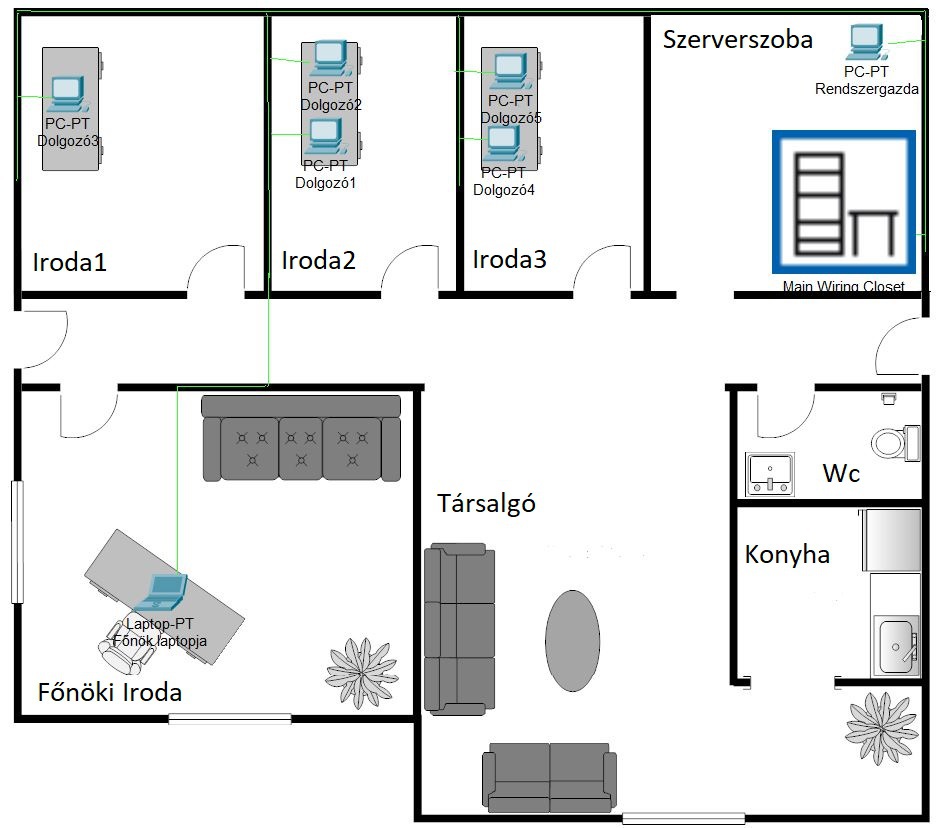 Szerverszoba
PC-PT
Rendszergazda
PC-PT
Dolgozó3
PC-PT
Dolgozó2
PC-PT
Dolgozó1
PC-PT
Dolgozó5
PC-PT
Dolgozó4
Iroda1
Iroda2
Iroda3
Main Wiring Closet
Wc
Társalgó
Konyha
Laptop-PT
Főnök laptopja
Főnöki Iroda